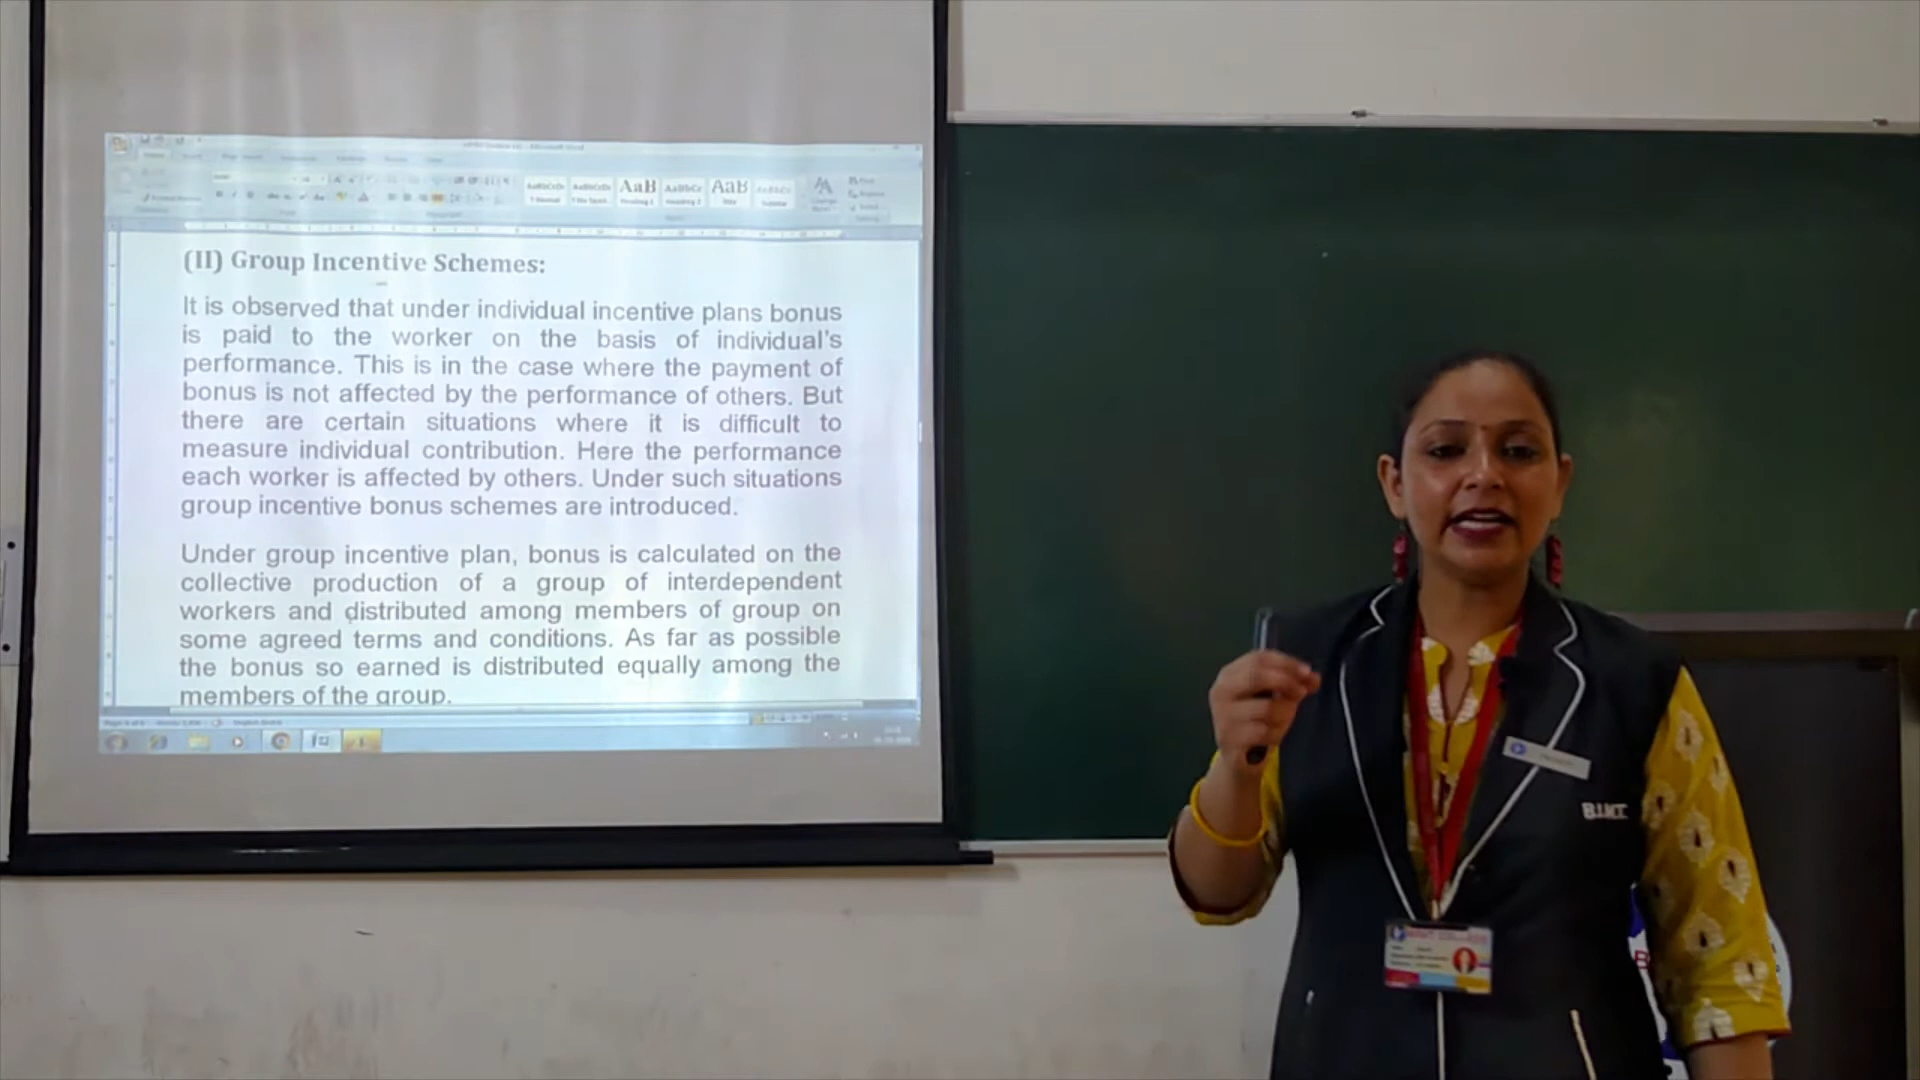 AaBbCcDc AaBbCcDc AaB AaBbCc AaB AaBbCc
(II) Group Incentive Schemes:
It is observed that under individual incentive plans bonus
is paid to the worker on the basis of individual's
performance. This is in the case where the payment of
bonus is not affected by the performance of others. But
there are certain situations where it is difficult to
measure individual contribution. Here the performance
each worker is affected by others. Under such situations
group incentive bonus schemes are introduced.
Under group incentive plan, bonus is calculated on the
collective production of a group of interdependent
workers and distributed among members of group on
some agreed terms and conditions. As far as possible
the bonus so earned is distributed equally among the
members of the group.
B.I.M.T.